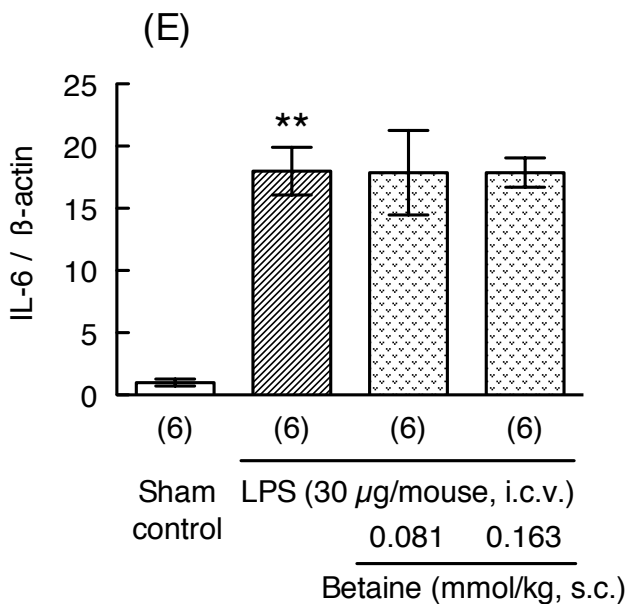 (E)
IL-6 / ß-actin
25
20
15
10
5
0
**
(6) (6) (6) (6)
Sham control
LPS (30 µg/mouse, i.c.v.)
0.081 0.163
Betaine (mmol/kg, s.c.)